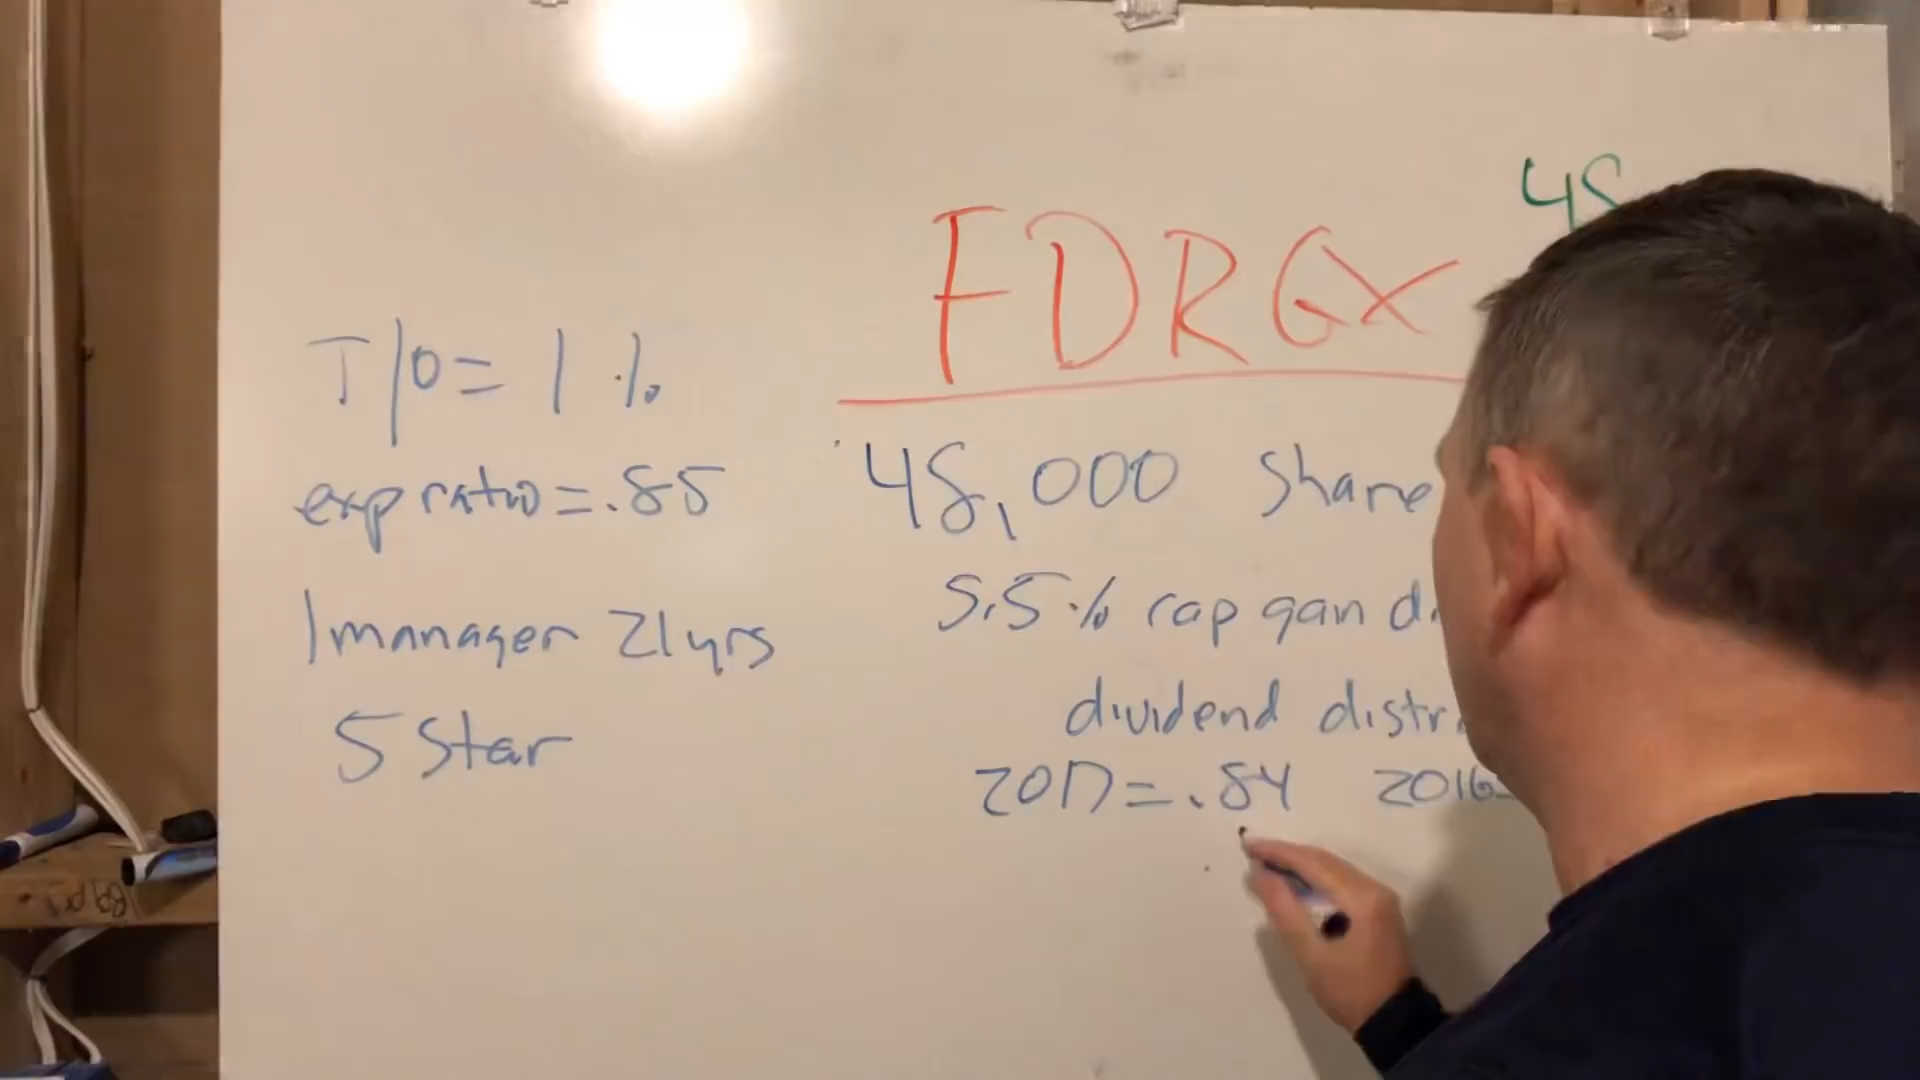 48
FDRGX
T/O = 1 %
exp ratio = .85
1 manager 21 yrs
5 Star
48,000 Share
5.5 % cap gan d.
dividend distr
2017 = .84 2016